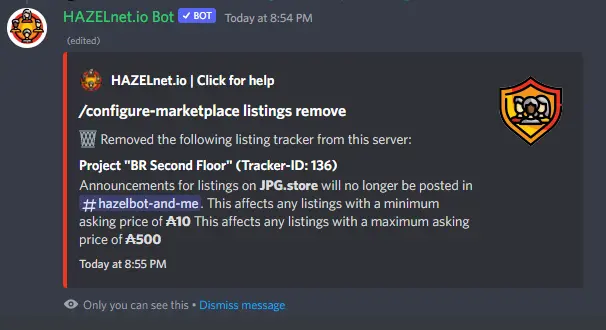 HAZELnet.io Bot ✓ BOT Today at 8:54 PM
(edited)
HAZELnet.io | Click for help
/configure-marketplace listings remove
Removed the following listing tracker from this server:
Project "BR Second Floor" (Tracker-ID: 136)
Announcements for listings on JPG.store will no longer be posted in
#hazelbot-and-me. This affects any listings with a minimum
asking price of ₳10 This affects any listings with a maximum asking
price of ₳500
Today at 8:55 PM
Only you can see this • Dismiss message